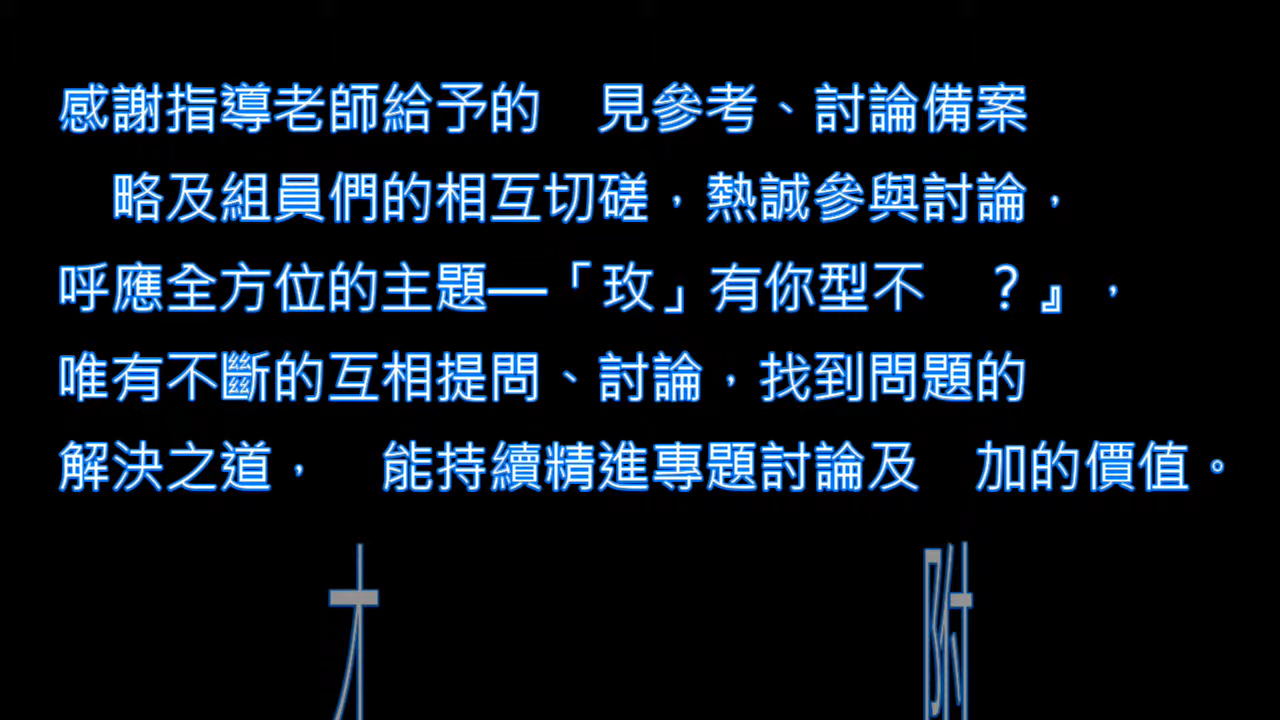 感謝指導老師給予的　見參考、討論備案
　略及組員們的相互切磋，熱誠參與討論，
呼應全方位的主題—「玫」有你型不　？』，
唯有不斷的互相提問、討論，找到問題的
解決之道，　能持續精進專題討論及　加的價值。
才　附